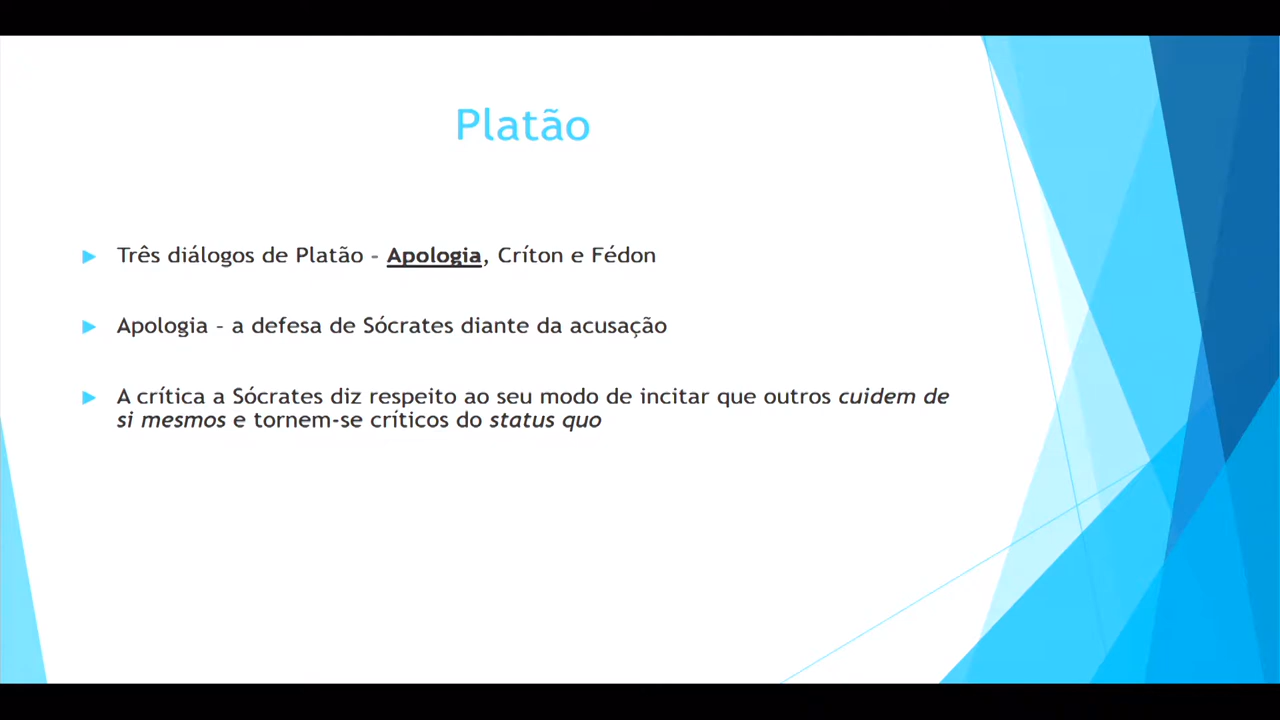 Platão
Três diálogos de Platão - Apologia, Críton e Fédon
Apologia - a defesa de Sócrates diante da acusação
A crítica a Sócrates diz respeito ao seu modo de incitar que outros cuidem de
si mesmos e tornem-se críticos do status quo